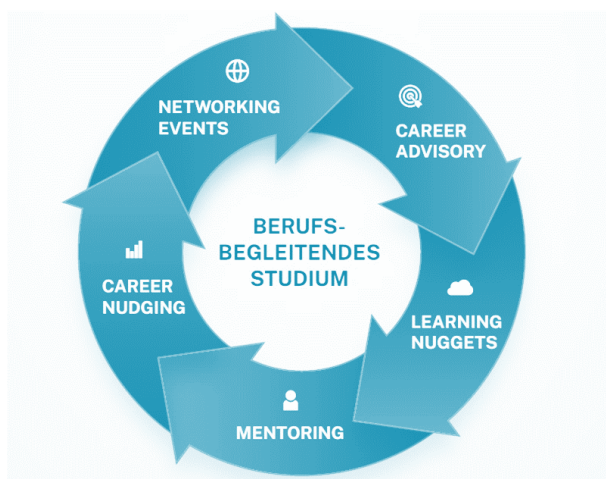 NETWORKING
EVENTS
CAREER
ADVISORY
BERUFS-
BEGLEITENDES
STUDIUM
CAREER
NUDGING
LEARNING
NUGGETS
MENTORING